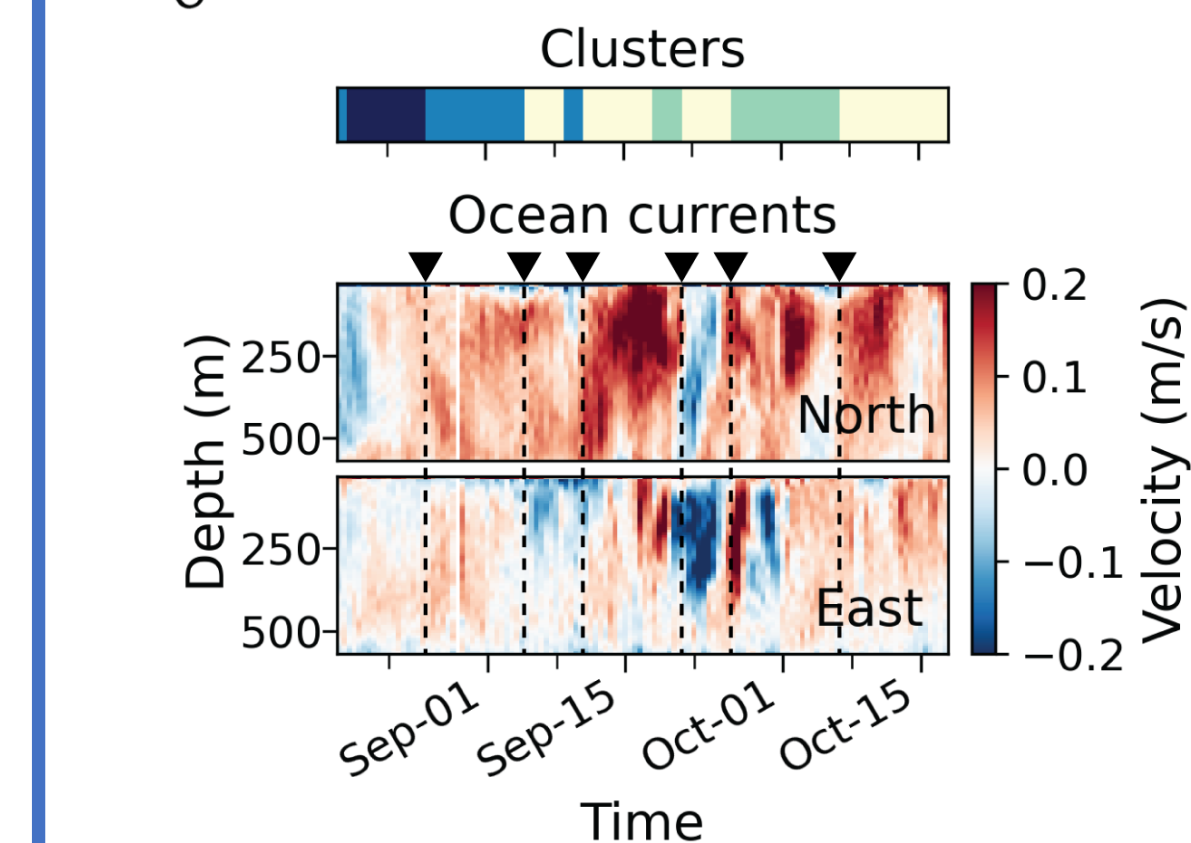 Clusters
Ocean currents
0.2
0.1
0.0
−0.1
−0.2
Velocity (m/s)
Depth (m)
250
500
North
250
500
East
Sep-01
Sep-15
Oct-01
Oct-15
Time